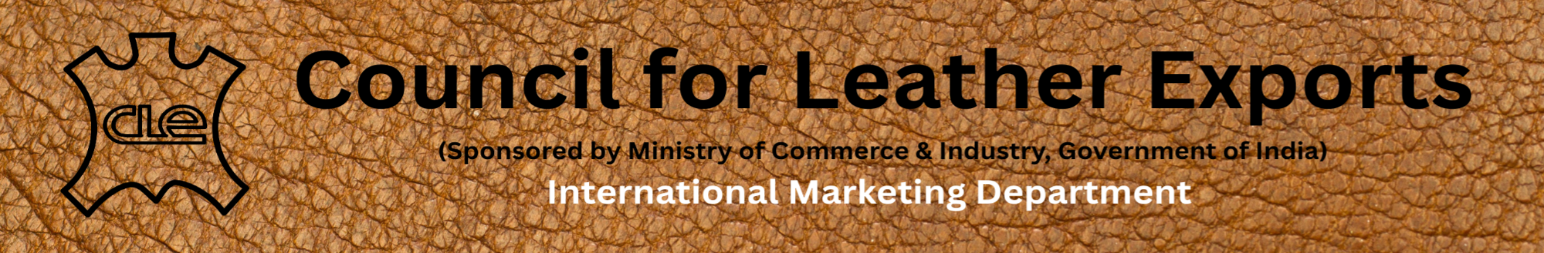 CLE
Council for Leather Exports
(Sponsored by Ministry of Commerce & Industry, Government of India)
International Marketing Department